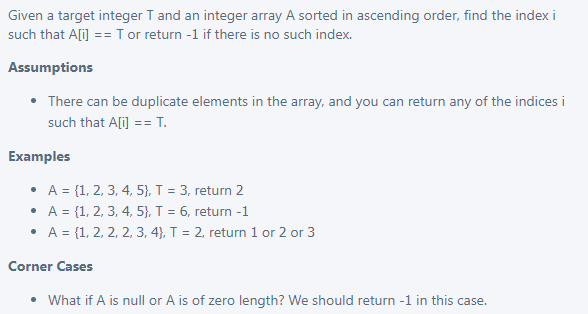 Given a target integer T and an integer array A sorted in ascending order, find the index i
such that A[i] == T or return -1 if there is no such index.
Assumptions
• There can be duplicate elements in the array, and you can return any of the indices i
such that A[i] == T.
Examples
• A = {1, 2, 3, 4, 5}, T = 3, return 2
• A = {1, 2, 3, 4, 5}, T = 6, return -1
• A = {1, 2, 2, 2, 3, 4}, T = 2, return 1 or 2 or 3
Corner Cases
• What if A is null or A is of zero length? We should return -1 in this case.